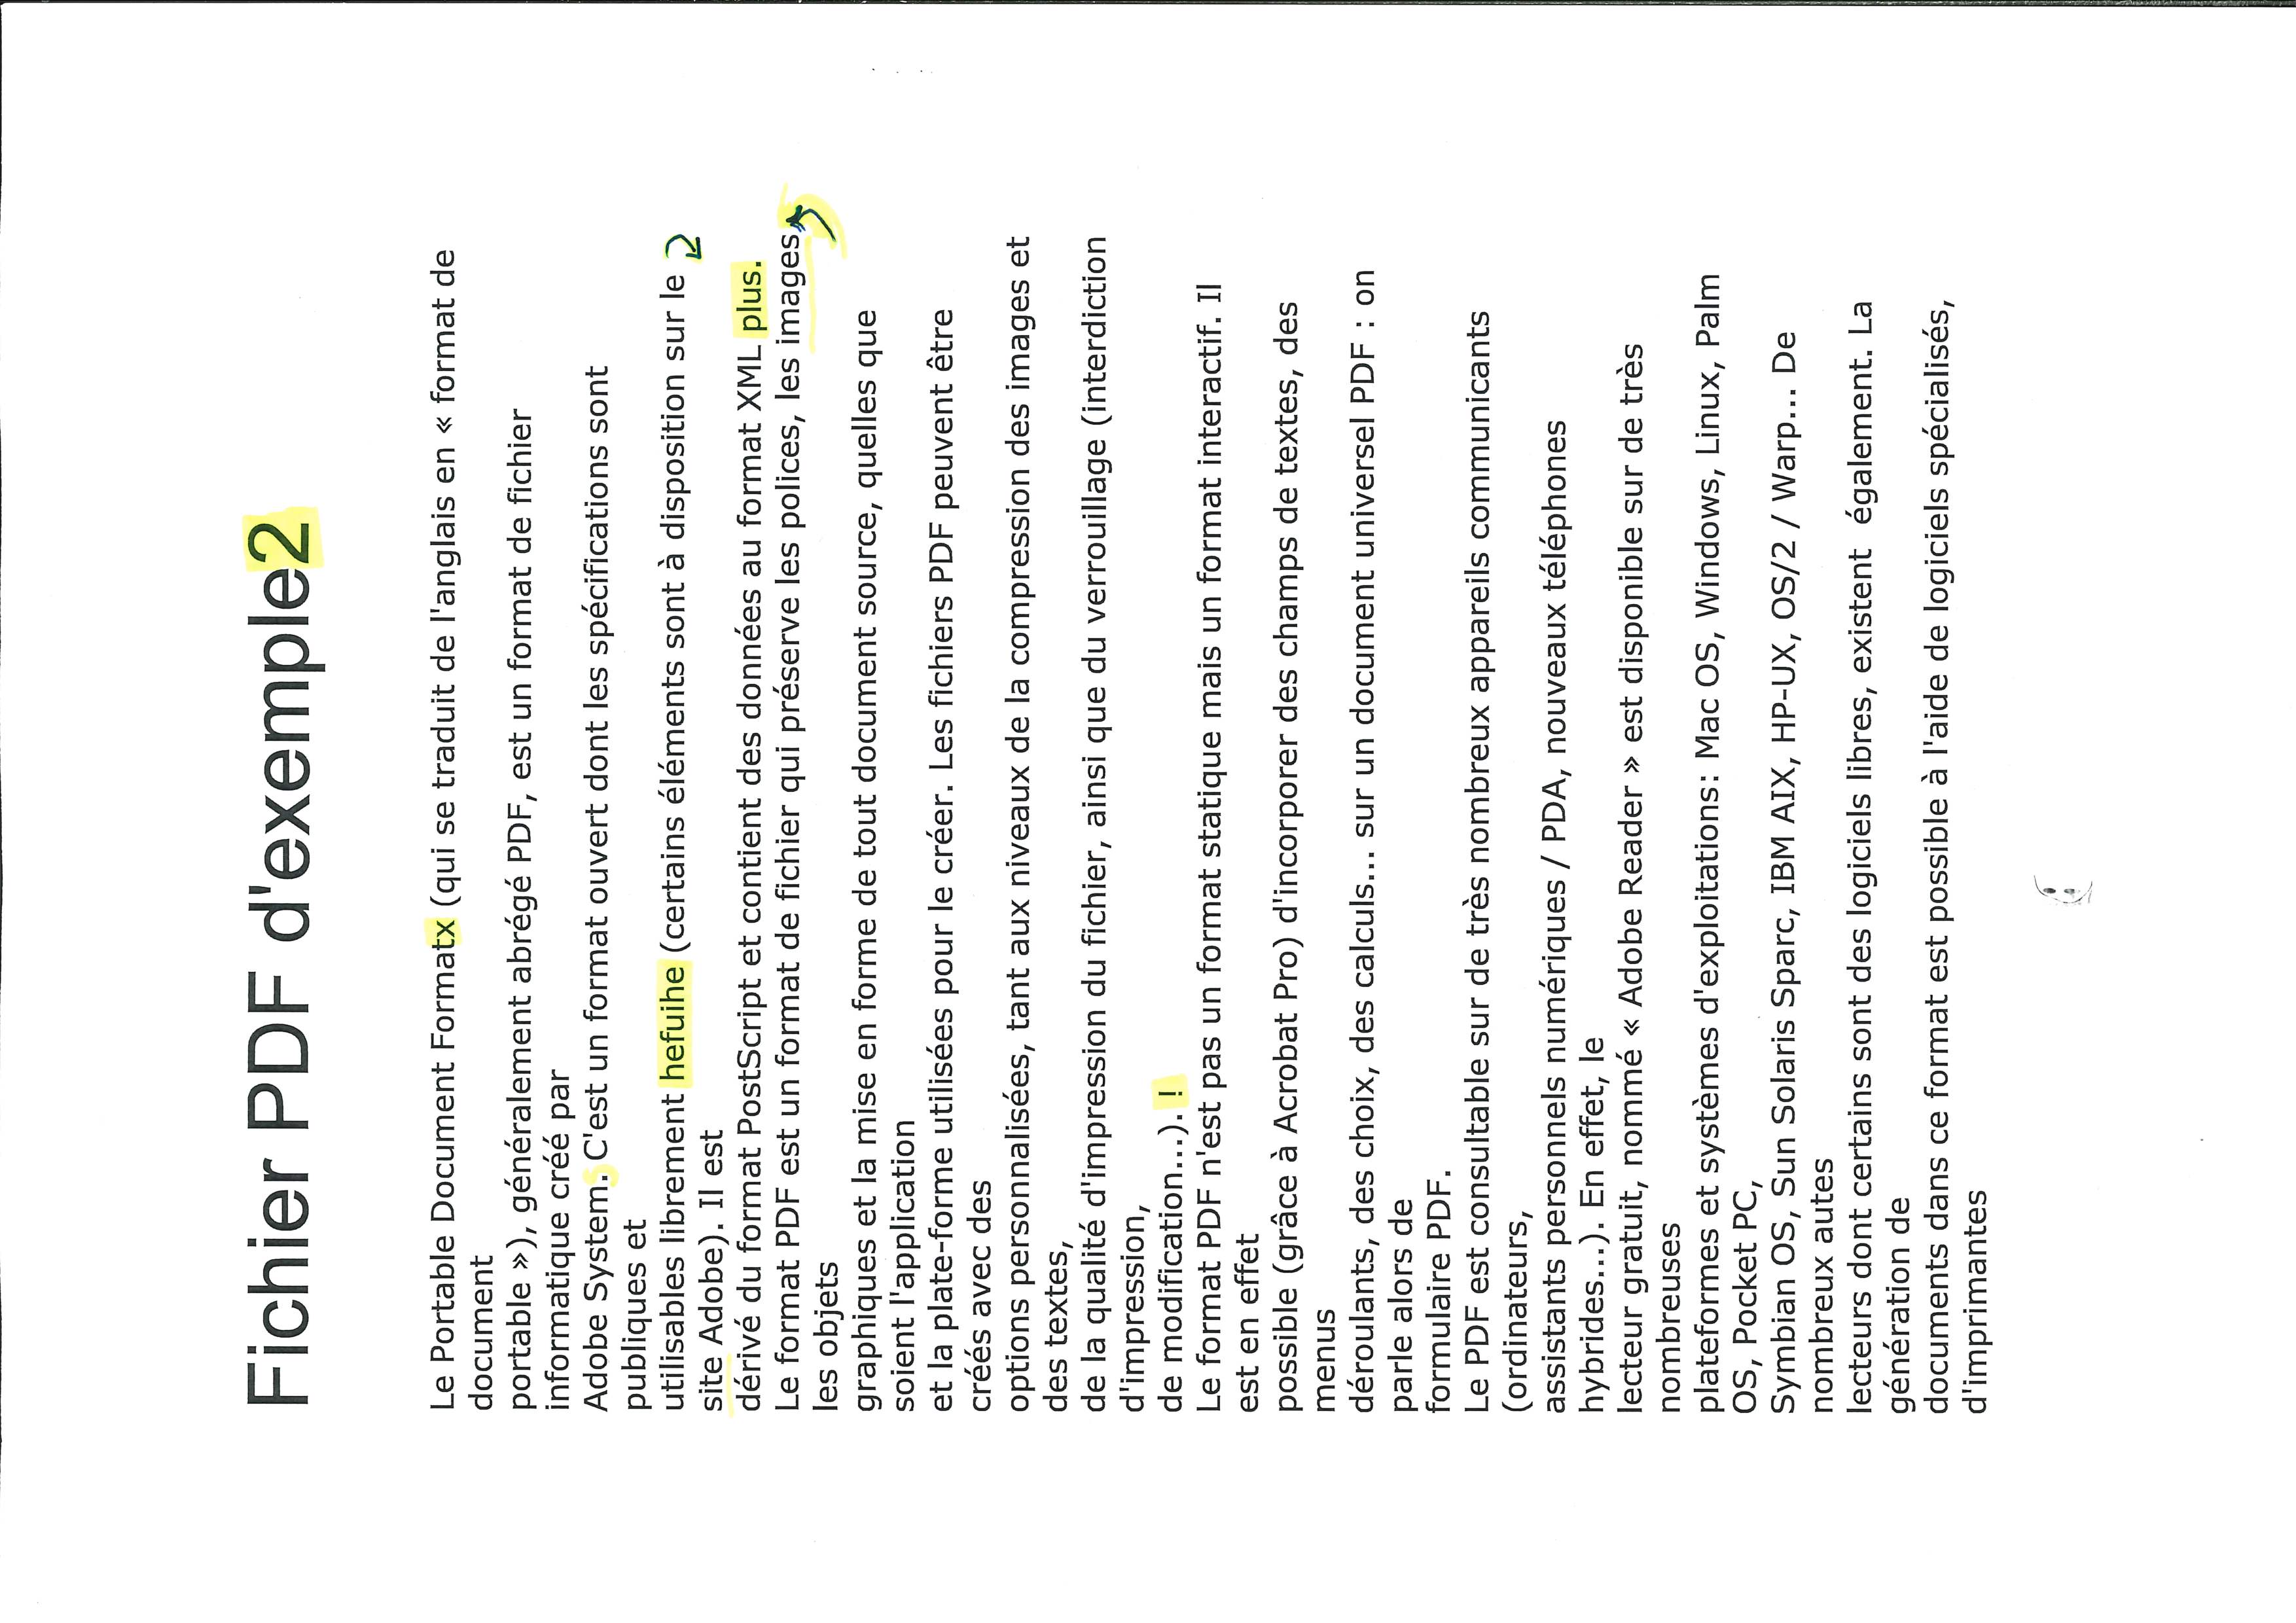 Fichier PDF d'exemple2
Le Portable Document Formatx (qui se traduit de l'anglais en « format de
document
portable »), généralement abrégé PDF, est un format de fichier
informatique créé par
Adobe System. C'est un format ouvert dont les spécifications sont
publiques et
utilisables librement hefuihe (certains éléments sont à disposition sur le
site Adobe). Il est
dérivé du format PostScript et contient des données au format XML plus.
Le format PDF est un format de fichier qui préserve les polices, les images,
les objets
graphiques et la mise en forme de tout document source, quelles que
soient l'application
et la plate-forme utilisées pour le créer. Les fichiers PDF peuvent être
créés avec des
options personnalisées, tant aux niveaux de la compression des images et
des textes,
de la qualité d'impression du fichier, ainsi que du verrouillage (interdiction
d'impression,
de modification...). !
Le format PDF n'est pas un format statique mais un format interactif. Il
est en effet
possible (grâce à Acrobat Pro) d'incorporer des champs de textes, des
menus
déroulants, des choix, des calculs... sur un document universel PDF : on
parle alors de
formulaire PDF.
Le PDF est consultable sur de très nombreux appareils communicants
(ordinateurs,
assistants personnels numériques / PDA, nouveaux téléphones
hybrides...). En effet, le
lecteur gratuit, nommé « Adobe Reader » est disponible sur de très
nombreuses
plateformes et systèmes d'exploitations: Mac OS, Windows, Linux, Palm
OS, Pocket PC,
Symbian OS, Sun Solaris Sparc, IBM AIX, HP-UX, OS/2 / Warp... De
nombreux autes
lecteurs dont certains sont des logiciels libres, existent  également. La
génération de
documents dans ce format est possible à l'aide de logiciels spécialisés,
d'imprimantes